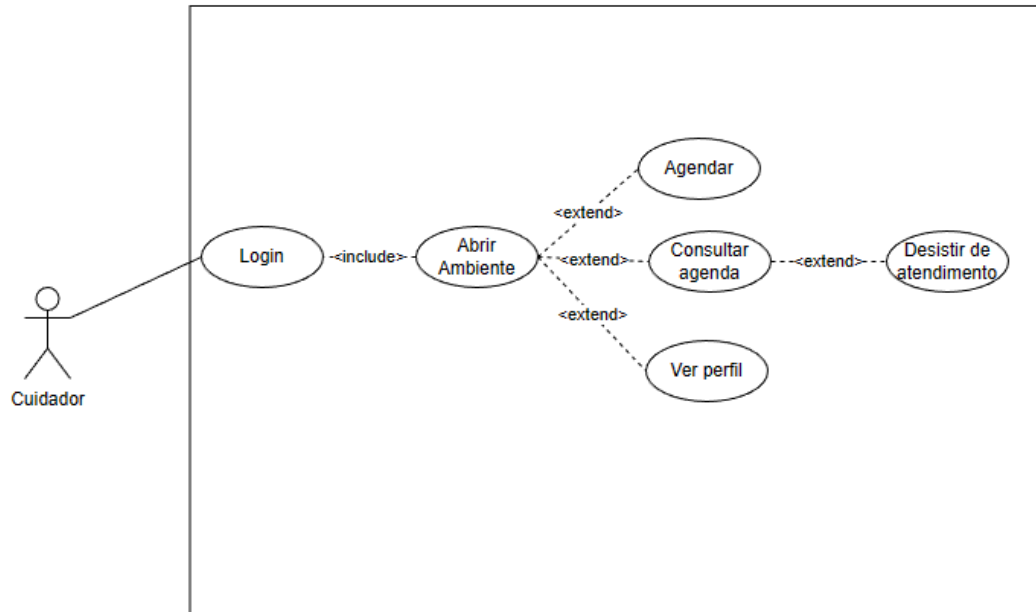 Agendar
<extend>
Login
<include>
Abrir
Ambiente
<extend>
Consultar
agenda
<extend>
Desistir de
atendimento
<extend>
Ver perfil
Cuidador